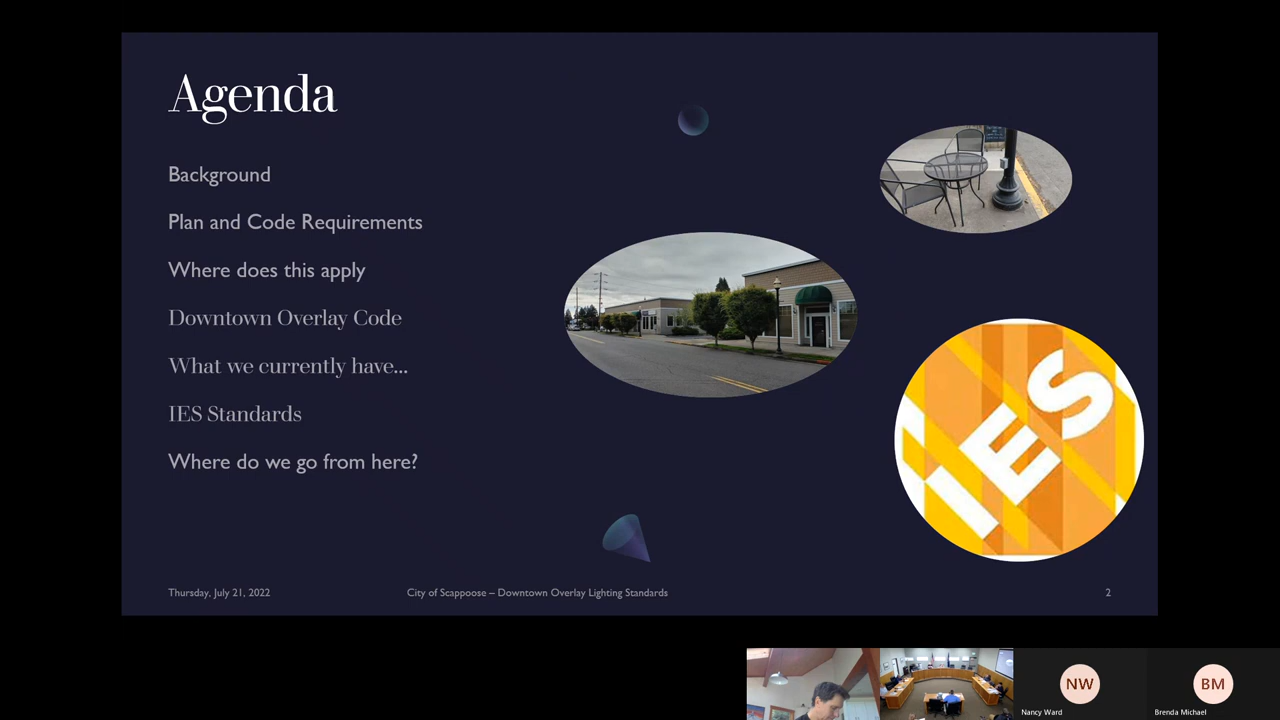 Agenda
Background
Plan and Code Requirements
Where does this apply
Downtown Overlay Code
What we currently have...
IES Standards
Where do we go from here?
IES
Thursday, July 21, 2022
City of Scappoose – Downtown Overlay Lighting Standards
2
NW
Nancy Ward
BM
Brenda Michael